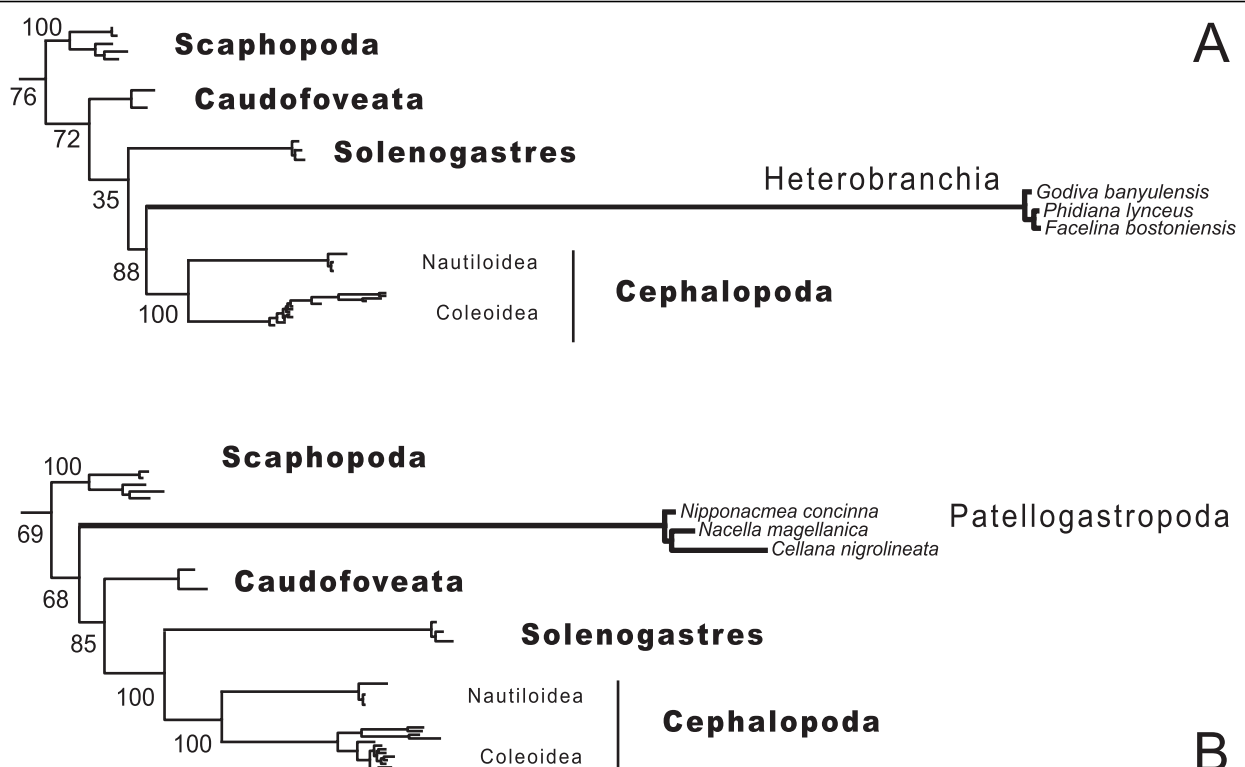 A
100
Scaphopoda
76
Caudofoveata
72
Solenogastres
35
Heterobranchia
Godiva banyulensis
Phidiana lynceus
Facelina bostoniensis
88
Nautiloidea
Cephalopoda
100
Coleoidea
Scaphopoda
100
69
Nipponacmea concinna
Patellogastropoda
Nacella magellanica
Cellana nigrolineata
Caudofoveata
68
85
Solenogastres
100
Nautiloidea
Cephalopoda
100
Coleoidea
B